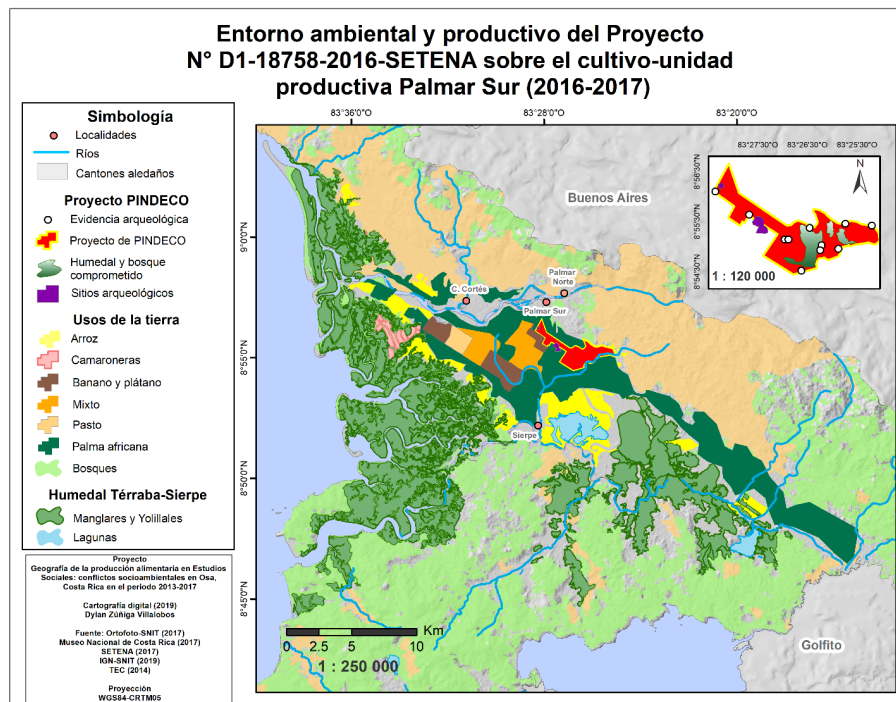 Entorno ambiental y productivo del Proyecto
N° D1-18758-2016-SETENA sobre el cultivo-unidad
productiva Palmar Sur (2016-2017)
Simbología
Localidades
Ríos
Cantones aledaños
Proyecto PINDECO
Evidencia arqueológica
Proyecto de PINDECO
Humedal y bosque
comprometido
Sitios arqueológicos
Usos de la tierra
Arroz
Camaroneras
Banano y plátano
Mixto
Pasto
Palma africana
Bosques
Humedal Térraba-Sierpe
Manglares y Yolillales
Lagunas
Proyecto
Geografía de la producción alimentaria en Estudios
Sociales: conflictos socioambientales en Osa,
Costa Rica en el periodo 2013-2017
Cartografía digital (2019)
Dylan Zúñiga Villalobos
Fuente: Ortofoto-SNIT (2017)
Museo Nacional de Costa Rica (2017)
SETENA (2017)
IGN-SNIT (2019)
TEC (2014)
Proyección
WGS84-CRTM05
83°36'0"O
83°28'0"O
83°20'0"O
9°0'0"N
8°55'0"N
8°50'0"N
8°45'0"N
Buenos Aires
C. Cortés
Palmar
Norte
Palmar Sur
Sierpe
Golfito
83°27'30"O
83°26'30"O
83°25'30"O
8°56'30"N
8°55'30"N
8°54'30"N
N
1 : 120 000
Km
0 2.5 5 10
1 : 250 000